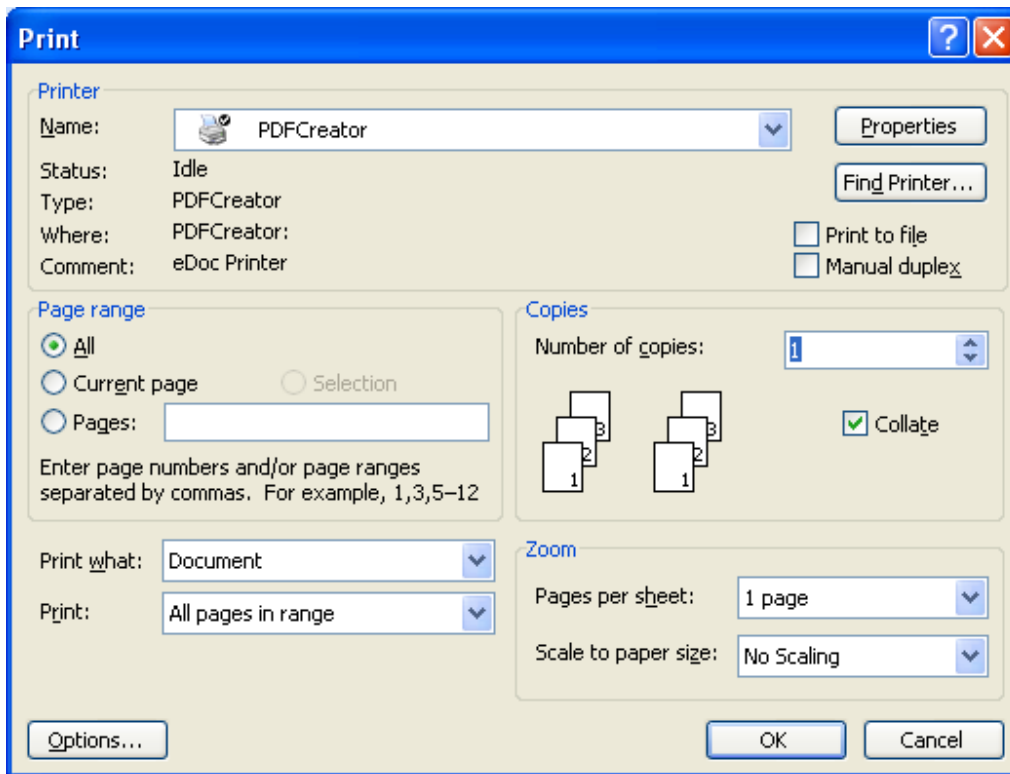 Print
Printer
Name:
PDFCreator
Properties
Status:
Idle
Find Printer...
Type:
PDFCreator
Where:
PDFCreator:
Print to file
Comment:
eDoc Printer
Manual duplex
Page range
All
Current page
Selection
Pages:
Enter page numbers and/or page ranges
separated by commas. For example, 1,3,5–12
Copies
Number of copies:
1
3
2
1
3
2
1
Collate
Print what:
Document
Print:
All pages in range
Zoom
Pages per sheet:
1 page
Scale to paper size:
No Scaling
Options...
OK
Cancel